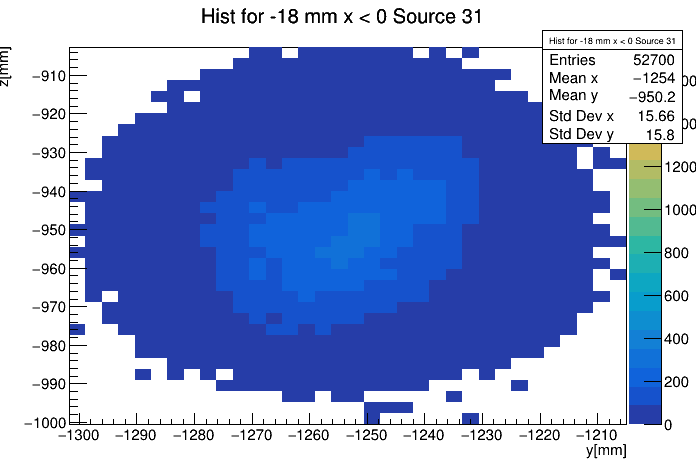 Hist for -18 mm x < 0 Source 31
z[mm]
Hist for -18 mm x < 0 Source 31
Entries 52700
Mean x −1254
Mean y −950.2
Std Dev x 15.66
Std Dev y 15.8
−910
−920
−930
−940
−950
−960
−970
−980
−990
−1000
−1300 −1290 −1280 −1270 −1260 −1250 −1240 −1230 −1220 −1210
y[mm]
1200
1000
800
600
400
200
0